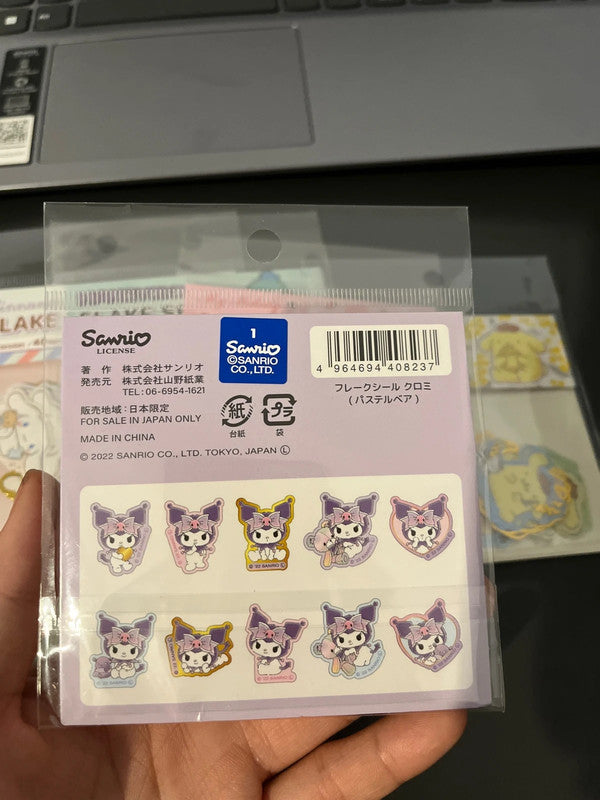 LAKE
Sanrio
LICENSE
著 作 株式会社サンリオ
発売元 株式会社山野紙業
TEL:06-6954-1621
販売地域:日本限定
FOR SALE IN JAPAN ONLY
MADE IN CHINA
© 2022 SANRIO CO., LTD. TOKYO, JAPAN Ⓛ
1
Sanrio
©SANRIO
CO., LTD.
紙
台紙
プラ
袋
4 964694 408237
フレークシール クロミ
(パステルベア)